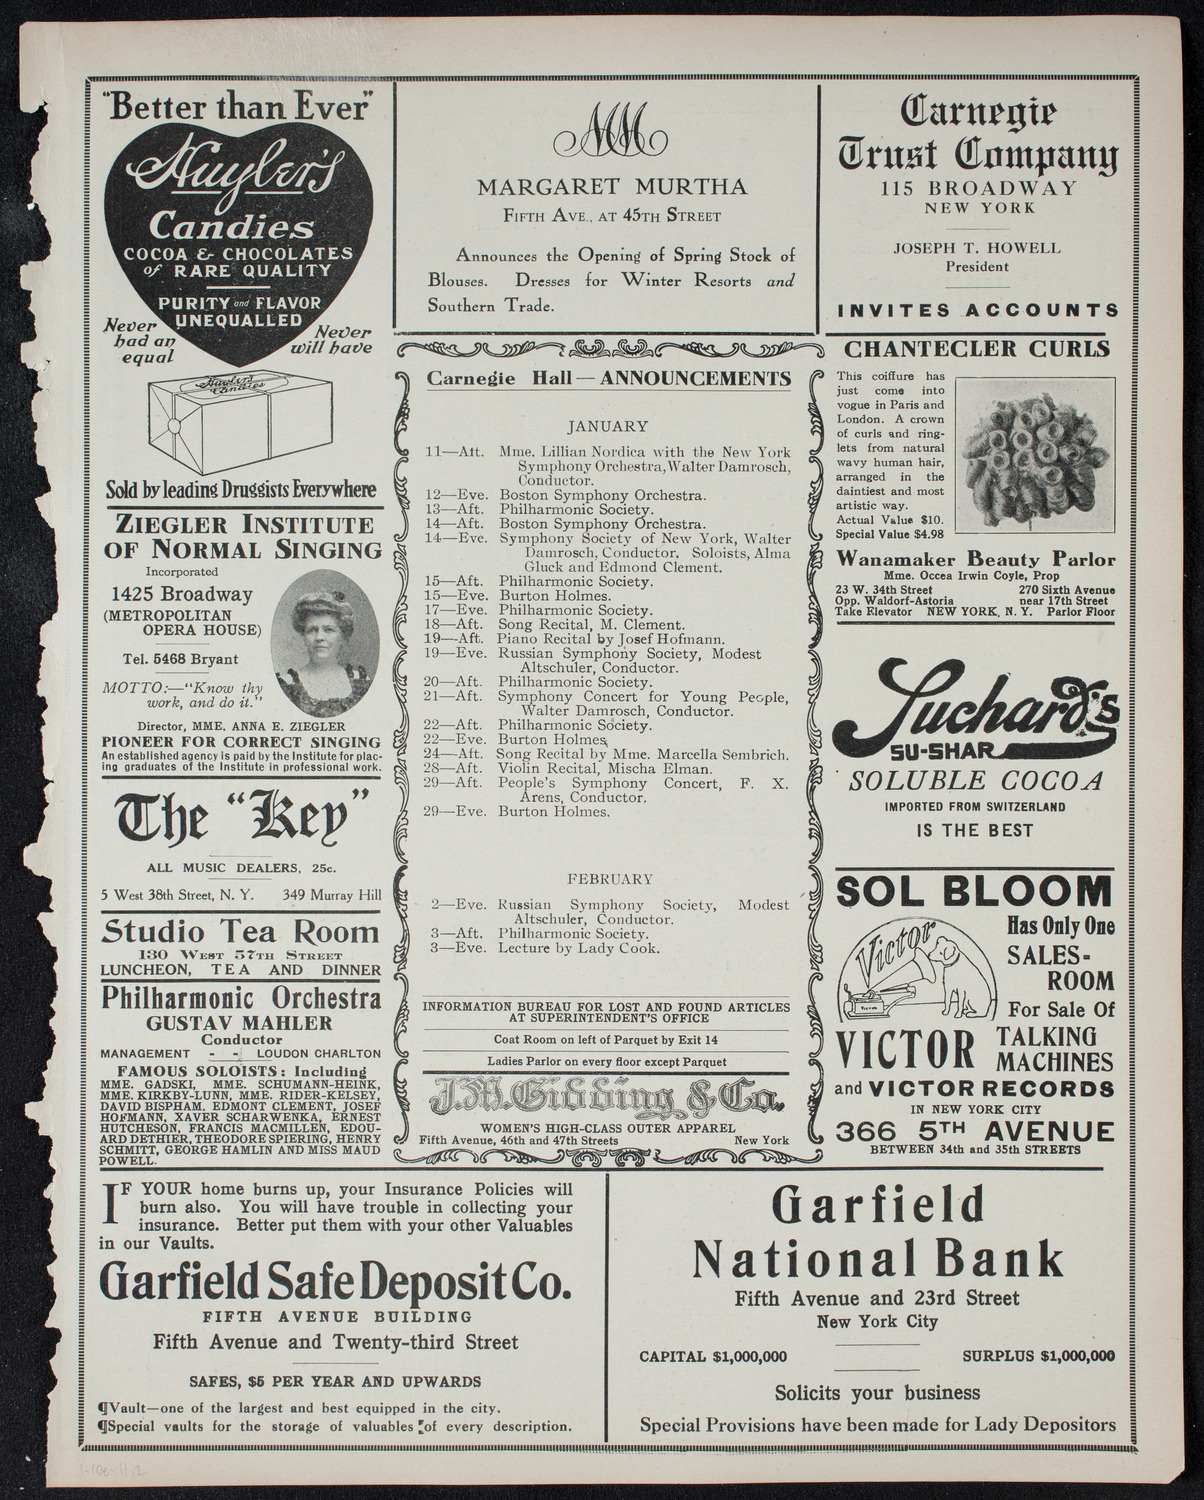 "Better than Ever"
Huyler's
Candies
COCOA & CHOCOLATES
of RARE QUALITY
PURITY and FLAVOR
UNEQUALLED
Never
had an
equal
Never
will have
Huyler's
Candies
Sold by leading Druggists Everywhere
ZIEGLER INSTITUTE
OF NORMAL SINGING
Incorporated
1425 Broadway
(METROPOLITAN
OPERA HOUSE)
Tel. 5468 Bryant
MOTTO:—"Know thy
work, and do it."
Director, MME. ANNA E. ZIEGLER
PIONEER FOR CORRECT SINGING
An established agency is paid by the Institute for plac-
ing graduates of the Institute in professional work.
The "Key"
ALL MUSIC DEALERS, 25c.
5 West 38th Street, N. Y. 349 Murray Hill
Studio Tea Room
130 WEST 57TH STREET
LUNCHEON, TEA AND DINNER
Philharmonic Orchestra
GUSTAV MAHLER
Conductor
MANAGEMENT - - LOUDON CHARLTON
FAMOUS SOLOISTS: Including
MME. GADSKI, MME. SCHUMANN-HEINK,
MME. KIRKBY-LUNN, MME. RIDER-KELSEY,
DAVID BISPHAM, EDMONT CLEMENT, JOSEF
HOFMANN, XAVER SCHARWENKA, ERNEST
HUTCHESON, FRANCIS MACMILLEN, EDOU-
ARD DETHIER, THEODORE SPIERING, HENRY
SCHMITT, GEORGE HAMLIN AND MISS MAUD
POWELL.
MM
MARGARET MURTHA
FIFTH AVE., AT 45TH STREET
Announces the Opening of Spring Stock of
Blouses. Dresses for Winter Resorts and
Southern Trade.
Carnegie Hall—ANNOUNCEMENTS
JANUARY
11—Aft. Mme. Lillian Nordica with the New York
Symphony Orchestra, Walter Damrosch,
Conductor.
12—Eve. Boston Symphony Orchestra.
13—Aft. Philharmonic Society.
14—Aft. Boston Symphony Orchestra.
14—Eve. Symphony Society of New York, Walter
Damrosch, Conductor. Soloists, Alma
Gluck and Edmond Clement.
15—Aft. Philharmonic Society.
15—Eve. Burton Holmes.
17—Eve. Philharmonic Society.
18—Aft. Song Recital, M. Clement.
19—Aft. Piano Recital by Josef Hofmann.
19—Eve. Russian Symphony Society, Modest
Altschuler, Conductor.
20—Aft. Philharmonic Society.
21—Aft. Symphony Concert for Young People,
Walter Damrosch, Conductor.
22—Aft. Philharmonic Society.
22—Eve. Burton Holmes.
24—Aft. Song Recital by Mme. Marcella Sembrich.
28—Aft. Violin Recital, Mischa Elman.
29—Aft. People's Symphony Concert, F. X.
Arens, Conductor.
29—Eve. Burton Holmes.
FEBRUARY
2—Eve. Russian Symphony Society, Modest
Altschuler, Conductor.
3—Aft. Philharmonic Society.
3—Eve. Lecture by Lady Cook.
INFORMATION BUREAU FOR LOST AND FOUND ARTICLES
AT SUPERINTENDENT'S OFFICE
Coat Room on left of Parquet by Exit 14
Ladies Parlor on every floor except Parquet
J.M. Gidding & Co.
WOMEN'S HIGH-CLASS OUTER APPAREL
Fifth Avenue, 46th and 47th Streets New York
Carnegie
Trust Company
115 BROADWAY
NEW YORK
JOSEPH T. HOWELL
President
INVITES ACCOUNTS
CHANTECLER CURLS
This coiffure has
just come into
vogue in Paris and
London. A crown
of curls and ring-
lets from natural
wavy human hair,
arranged in the
daintiest and most
artistic way.
Actual Value $10.
Special Value $4.98
Wanamaker Beauty Parlor
Mme. Occea Irwin Coyle, Prop
23 W. 34th Street 270 Sixth Avenue
Opp. Waldorf-Astoria near 17th Street
Take Elevator NEW YORK, N. Y. Parlor Floor
Suchard's
SU-SHAR
SOLUBLE COCOA
IMPORTED FROM SWITZERLAND
IS THE BEST
SOL BLOOM
Victor
Has Only One
SALES-
ROOM
For Sale Of
VICTOR TALKING
MACHINES
and VICTOR RECORDS
IN NEW YORK CITY
366 5TH AVENUE
BETWEEN 34th and 35th STREETS
IF YOUR home burns up, your Insurance Policies will
burn also. You will have trouble in collecting your
insurance. Better put them with your other Valuables
in our Vaults.
Garfield Safe Deposit Co.
FIFTH AVENUE BUILDING
Fifth Avenue and Twenty-third Street
SAFES, $5 PER YEAR AND UPWARDS
¶Vault—one of the largest and best equipped in the city.
¶Special vaults for the storage of valuables of every description.
Garfield
National Bank
Fifth Avenue and 23rd Street
New York City
CAPITAL $1,000,000 SURPLUS $1,000,000
Solicits your business
Special Provisions have been made for Lady Depositors